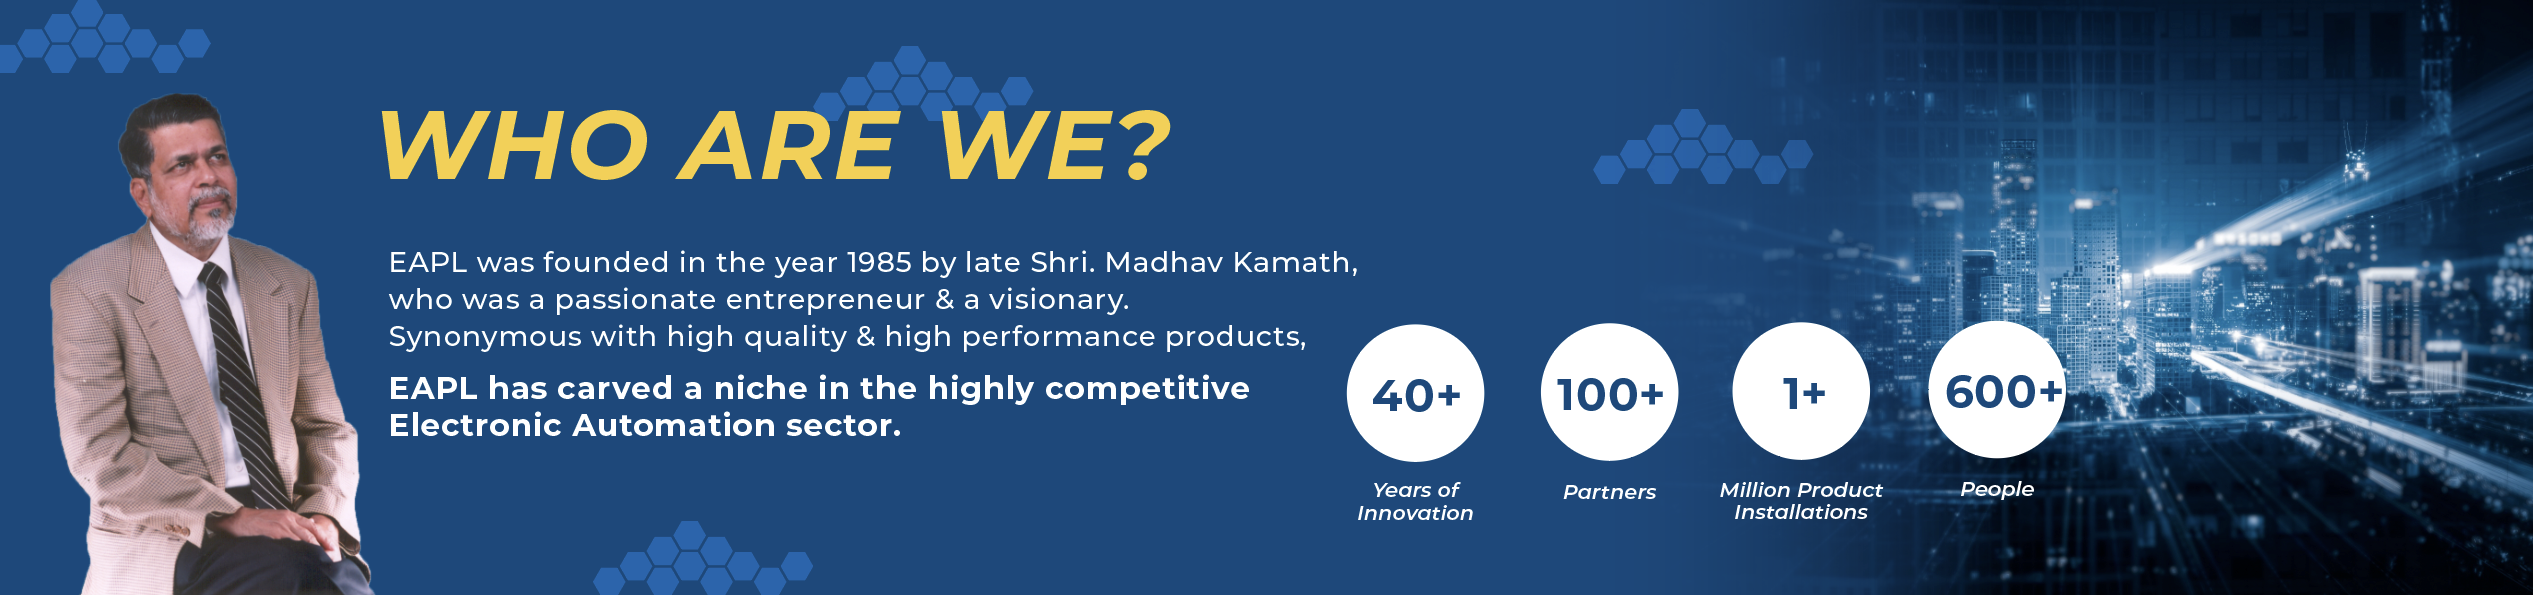 WHO ARE WE?
EAPL was founded in the year 1985 by late Shri. Madhav Kamath,
who was a passionate entrepreneur & a visionary.
Synonymous with high quality & high performance products,
EAPL has carved a niche in the highly competitive
Electronic Automation sector.
40+
Years of
Innovation
100+
Partners
1+
Million Product
Installations
600+
People